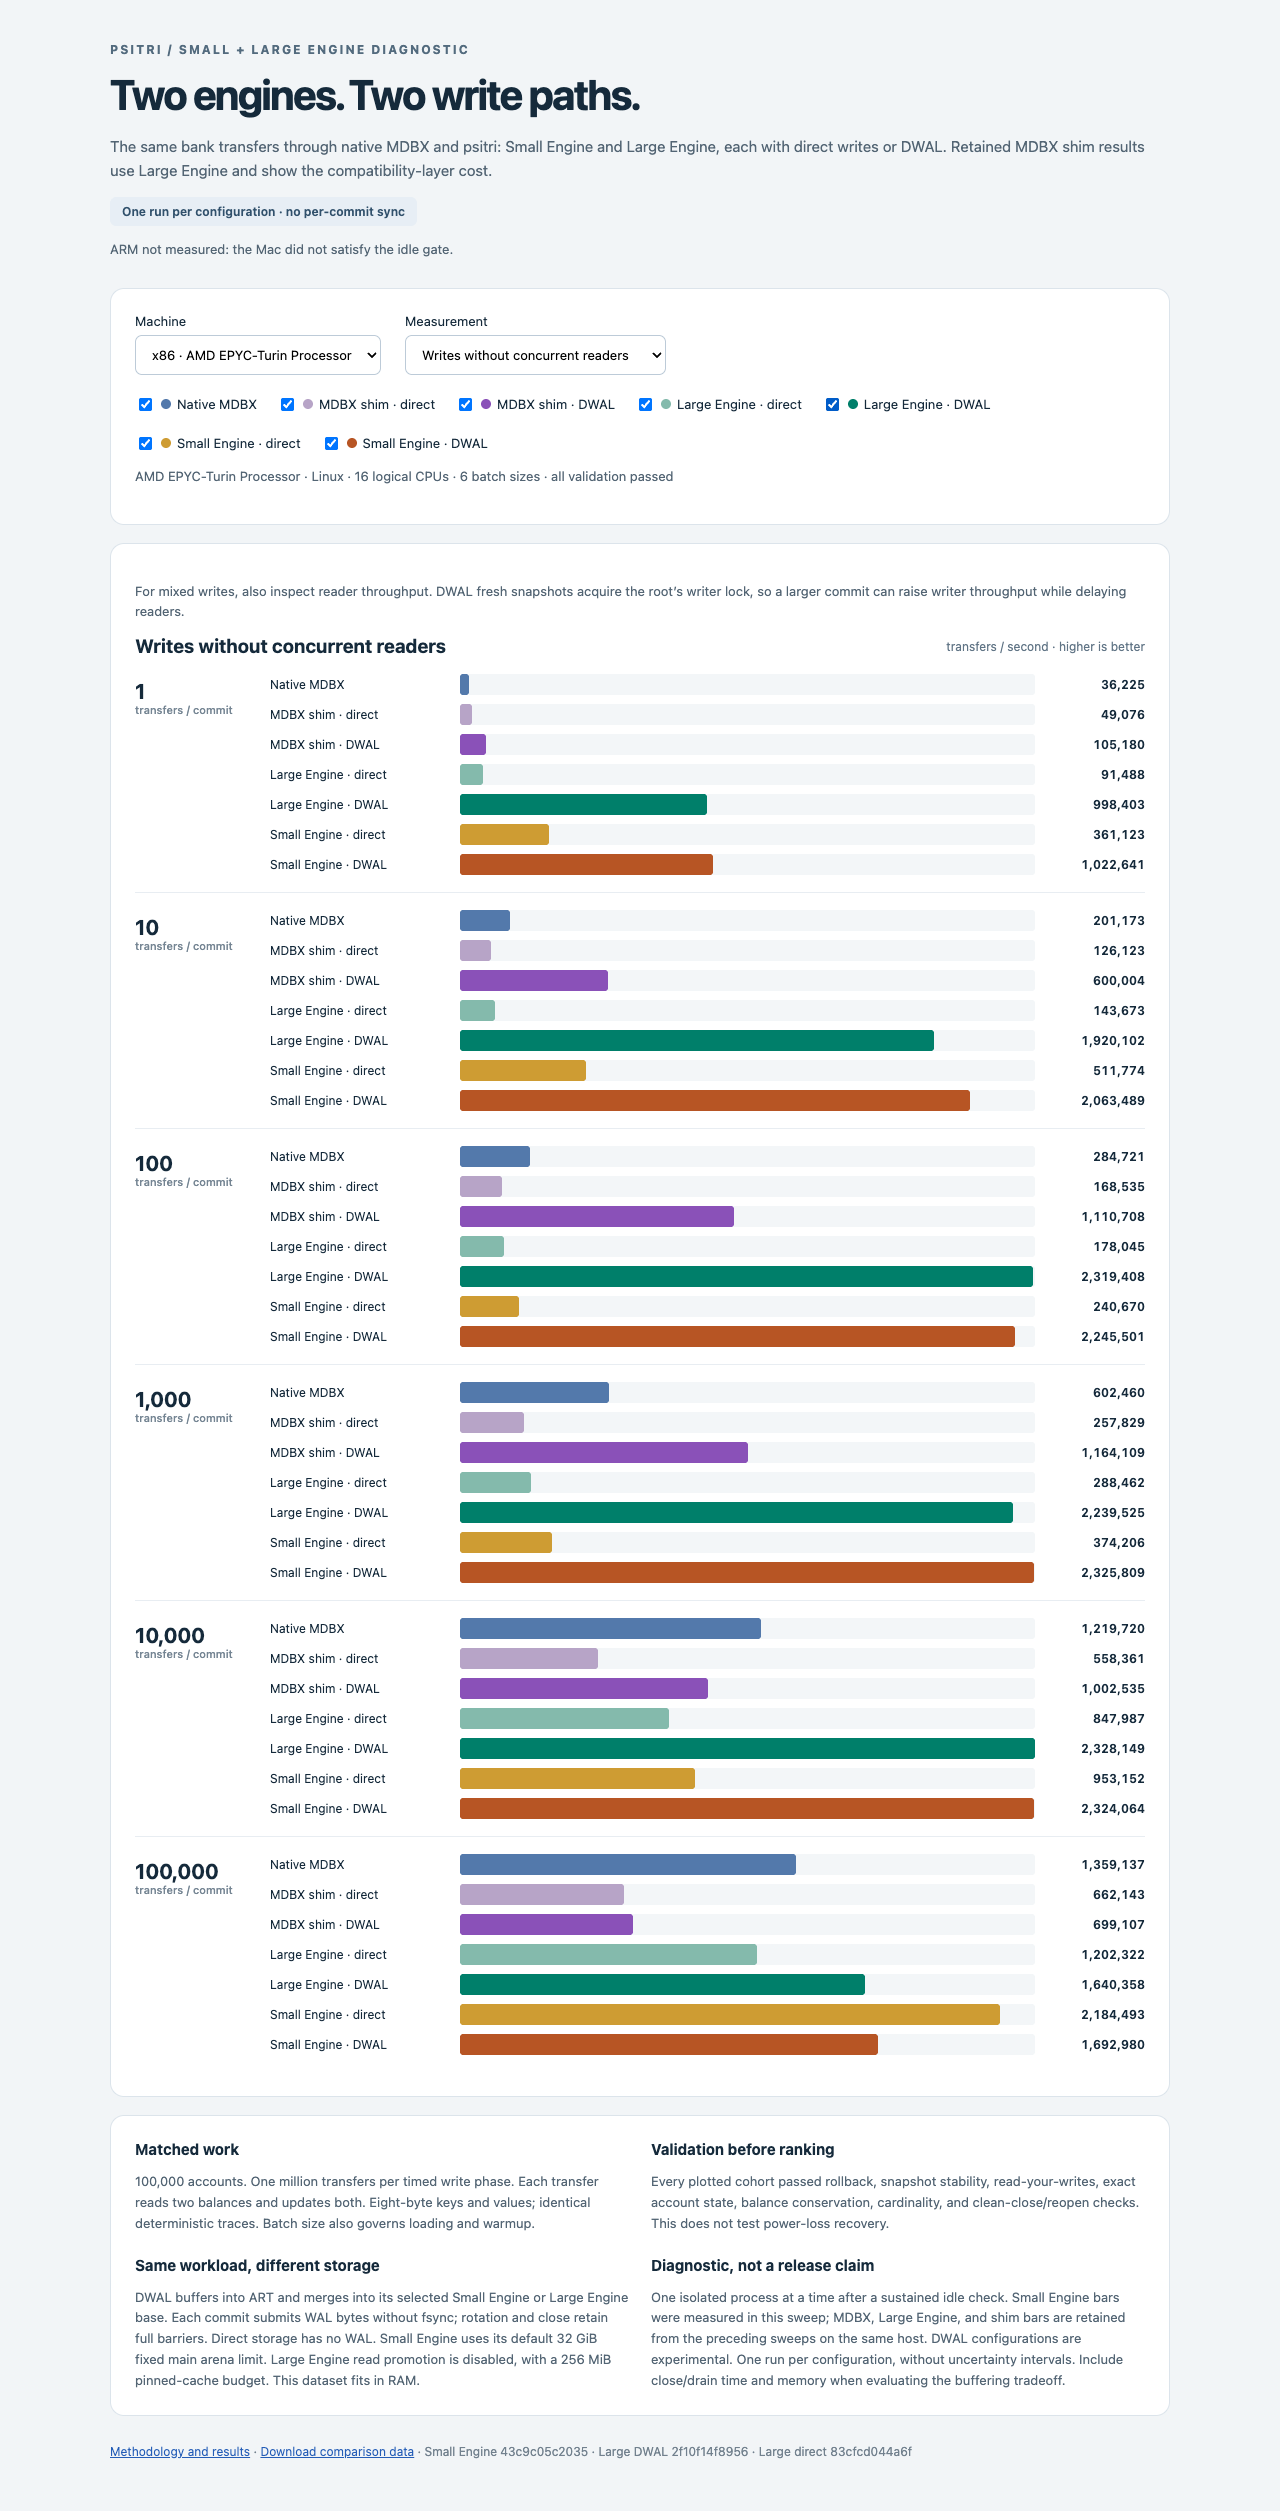 PSITRI / SMALL + LARGE ENGINE DIAGNOSTIC
Two engines. Two write paths.
The same bank transfers through native MDBX and psitri: Small Engine and Large Engine, each with direct writes or DWAL. Retained MDBX shim results
use Large Engine and show the compatibility-layer cost.
One run per configuration · no per-commit sync
ARM not measured: the Mac did not satisfy the idle gate.
Machine
x86 · AMD EPYC-Turin Processor
Measurement
Writes without concurrent readers
Native MDBX
MDBX shim · direct
MDBX shim · DWAL
Large Engine · direct
Large Engine · DWAL
Small Engine · direct
Small Engine · DWAL
AMD EPYC-Turin Processor · Linux · 16 logical CPUs · 6 batch sizes · all validation passed
For mixed writes, also inspect reader throughput. DWAL fresh snapshots acquire the root's writer lock, so a larger commit can raise writer throughput while delaying
readers.
Writes without concurrent readers
transfers / second · higher is better
1
transfers / commit
Native MDBX 36,225
MDBX shim · direct 49,076
MDBX shim · DWAL 105,180
Large Engine · direct 91,488
Large Engine · DWAL 998,403
Small Engine · direct 361,123
Small Engine · DWAL 1,022,641
10
transfers / commit
Native MDBX 201,173
MDBX shim · direct 126,123
MDBX shim · DWAL 600,004
Large Engine · direct 143,673
Large Engine · DWAL 1,920,102
Small Engine · direct 511,774
Small Engine · DWAL 2,063,489
100
transfers / commit
Native MDBX 284,721
MDBX shim · direct 168,535
MDBX shim · DWAL 1,110,708
Large Engine · direct 178,045
Large Engine · DWAL 2,319,408
Small Engine · direct 240,670
Small Engine · DWAL 2,245,501
1,000
transfers / commit
Native MDBX 602,460
MDBX shim · direct 257,829
MDBX shim · DWAL 1,164,109
Large Engine · direct 288,462
Large Engine · DWAL 2,239,525
Small Engine · direct 374,206
Small Engine · DWAL 2,325,809
10,000
transfers / commit
Native MDBX 1,219,720
MDBX shim · direct 558,361
MDBX shim · DWAL 1,002,535
Large Engine · direct 847,987
Large Engine · DWAL 2,328,149
Small Engine · direct 953,152
Small Engine · DWAL 2,324,064
100,000
transfers / commit
Native MDBX 1,359,137
MDBX shim · direct 662,143
MDBX shim · DWAL 699,107
Large Engine · direct 1,202,322
Large Engine · DWAL 1,640,358
Small Engine · direct 2,184,493
Small Engine · DWAL 1,692,980
Matched work
100,000 accounts. One million transfers per timed write phase. Each transfer
reads two balances and updates both. Eight-byte keys and values; identical
deterministic traces. Batch size also governs loading and warmup.
Validation before ranking
Every plotted cohort passed rollback, snapshot stability, read-your-writes, exact
account state, balance conservation, cardinality, and clean-close/reopen checks.
This does not test power-loss recovery.
Same workload, different storage
DWAL buffers into ART and merges into its selected Small Engine or Large Engine
base. Each commit submits WAL bytes without fsync; rotation and close retain
full barriers. Direct storage has no WAL. Small Engine uses its default 32 GiB
fixed main arena limit. Large Engine read promotion is disabled, with a 256 MiB
pinned-cache budget. This dataset fits in RAM.
Diagnostic, not a release claim
One isolated process at a time after a sustained idle check. Small Engine bars
were measured in this sweep; MDBX, Large Engine, and shim bars are retained
from the preceding sweeps on the same host. DWAL configurations are
experimental. One run per configuration, without uncertainty intervals. Include
close/drain time and memory when evaluating the buffering tradeoff.
Methodology and results · Download comparison data · Small Engine 43c9c05c2035 · Large DWAL 2f10f14f8956 · Large direct 83cfcd044a6f